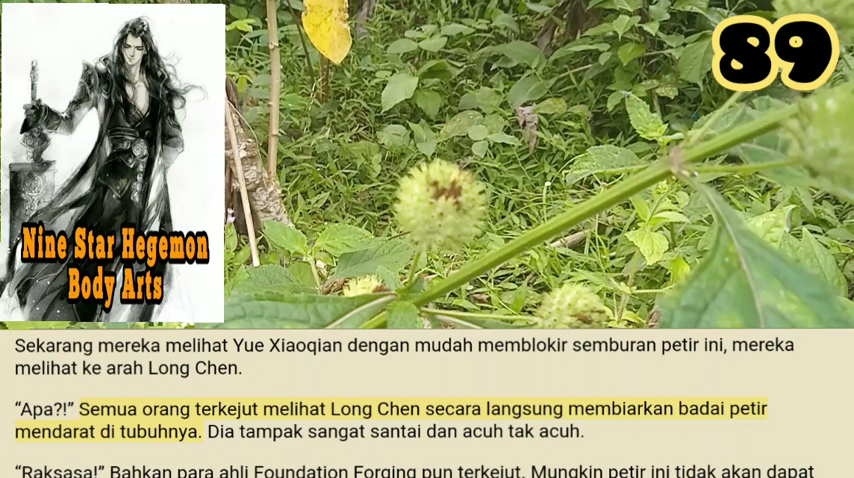 89
Nine Star Hegemon
Body Arts
Sekarang mereka melihat Yue Xiaoqian dengan mudah memblokir semburan petir ini, mereka
melihat ke arah Long Chen.
“Apa?!” Semua orang terkejut melihat Long Chen secara langsung membiarkan badai petir
mendarat di tubuhnya. Dia tampak sangat santai dan acuh tak acuh.
“Raksasa!” Bahkan para ahli Foundation Forging pun terkejut. Mungkin petir ini tidak akan dapat